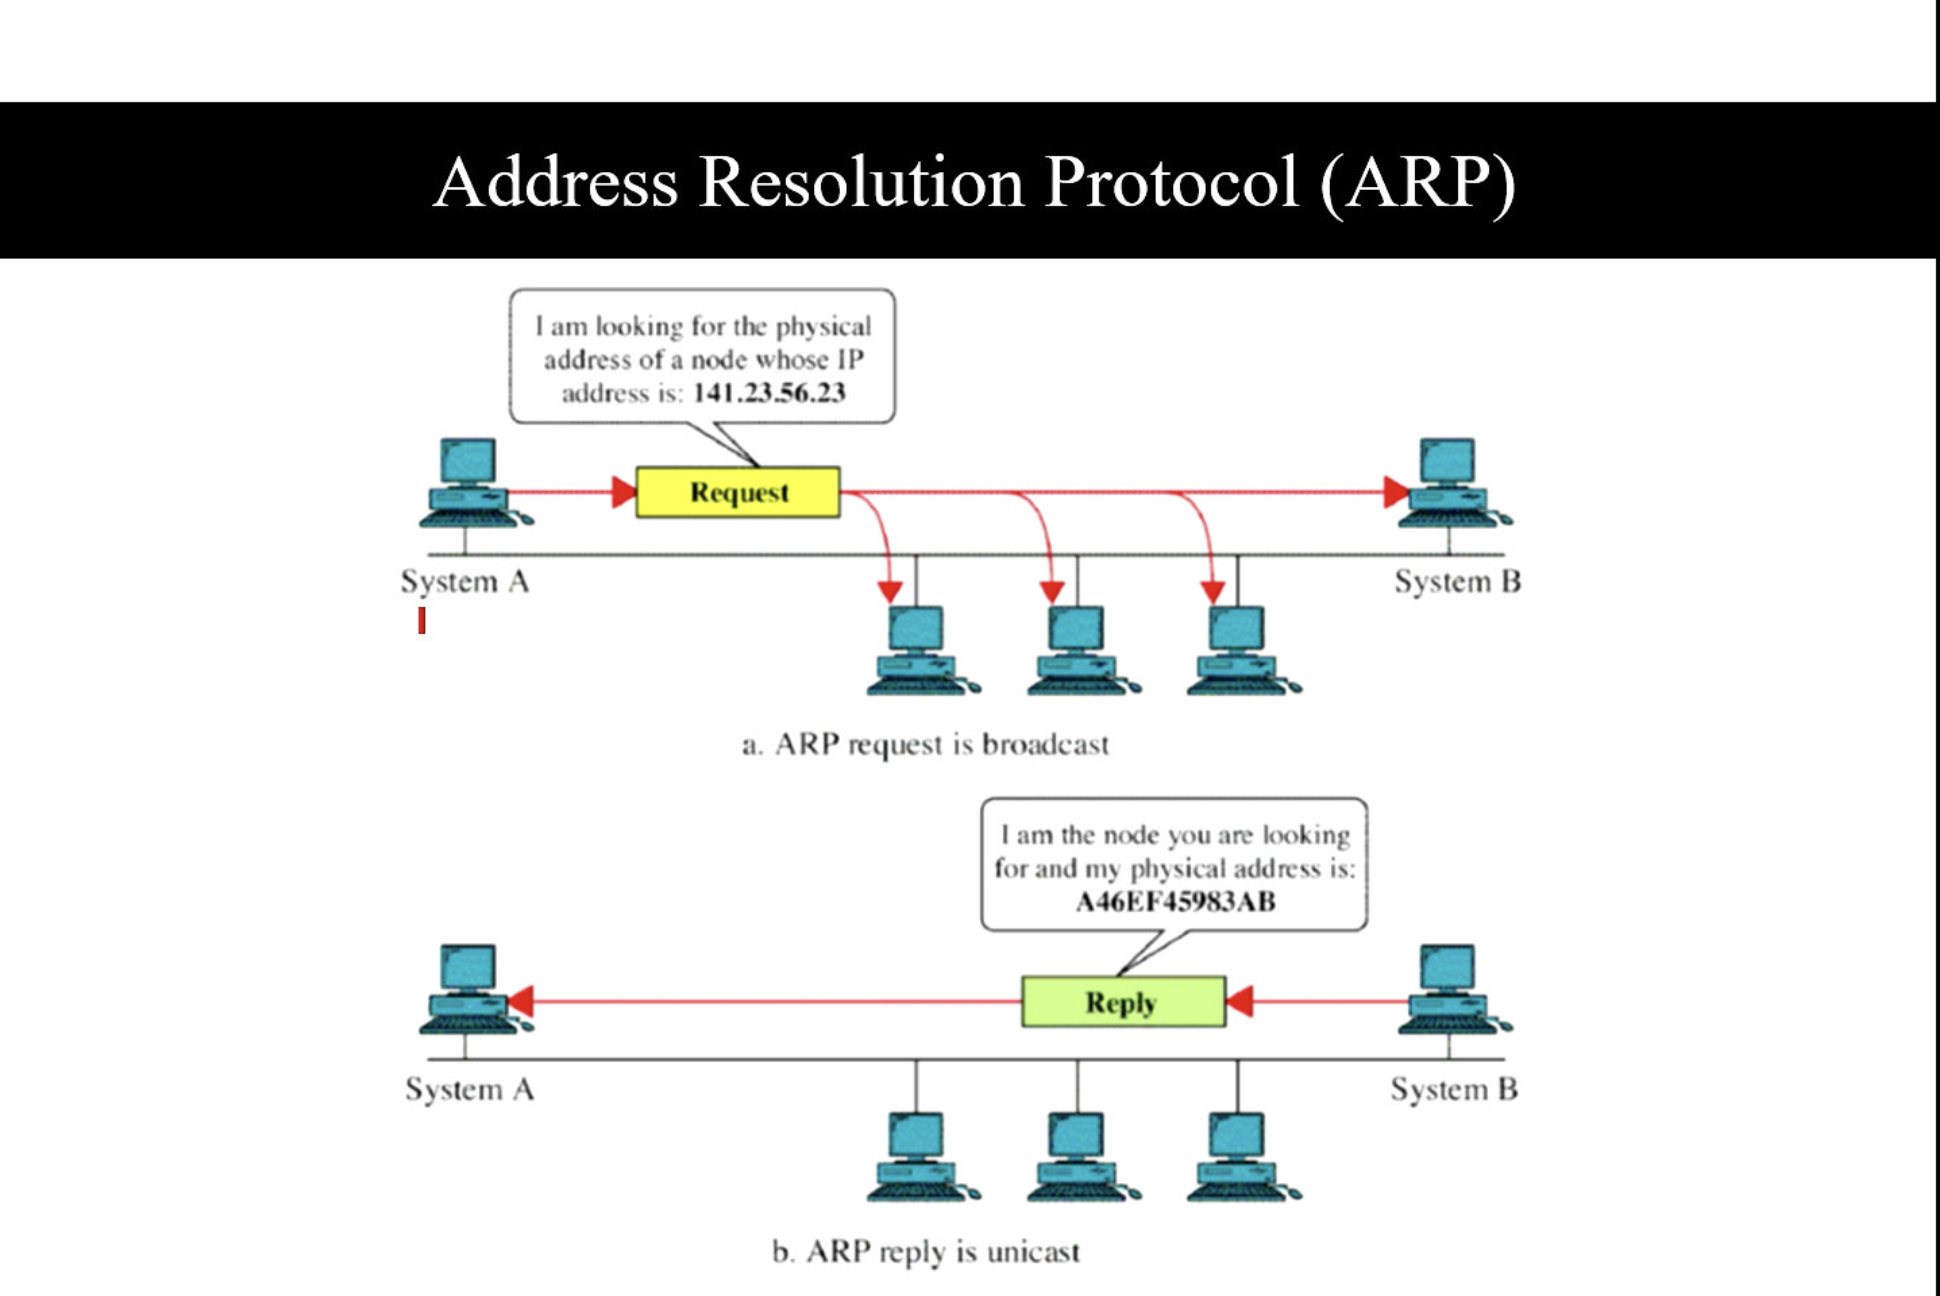 Address Resolution Protocol (ARP)
I am looking for the physical
address of a node whose IP
address is: 141.23.56.23
Request
System A
System B
a. ARP request is broadcast
I am the node you are looking
for and my physical address is:
A46EF45983AB
Reply
System A
System B
b. ARP reply is unicast